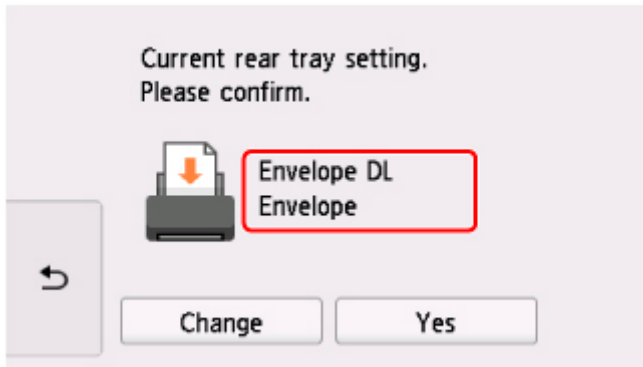 Current rear tray setting.
Please confirm.
Envelope DL
Envelope
Change
Yes